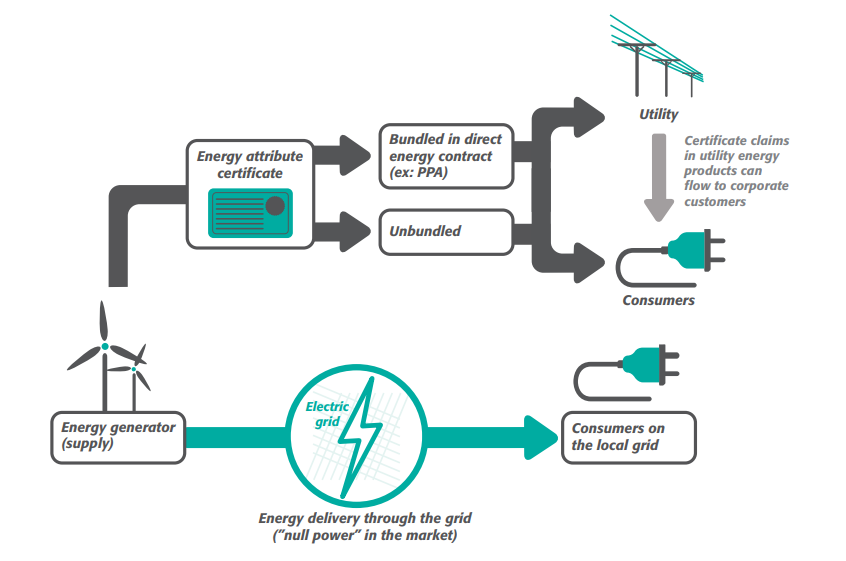 Utility
Certificate claims
in utility energy
products can
flow to corporate
customers
Energy attribute
certificate
Bundled in direct
energy contract
(ex: PPA)
Unbundled
Consumers
Electric
grid
Energy generator
(supply)
Consumers on
the local grid
Energy delivery through the grid
("null power" in the market)